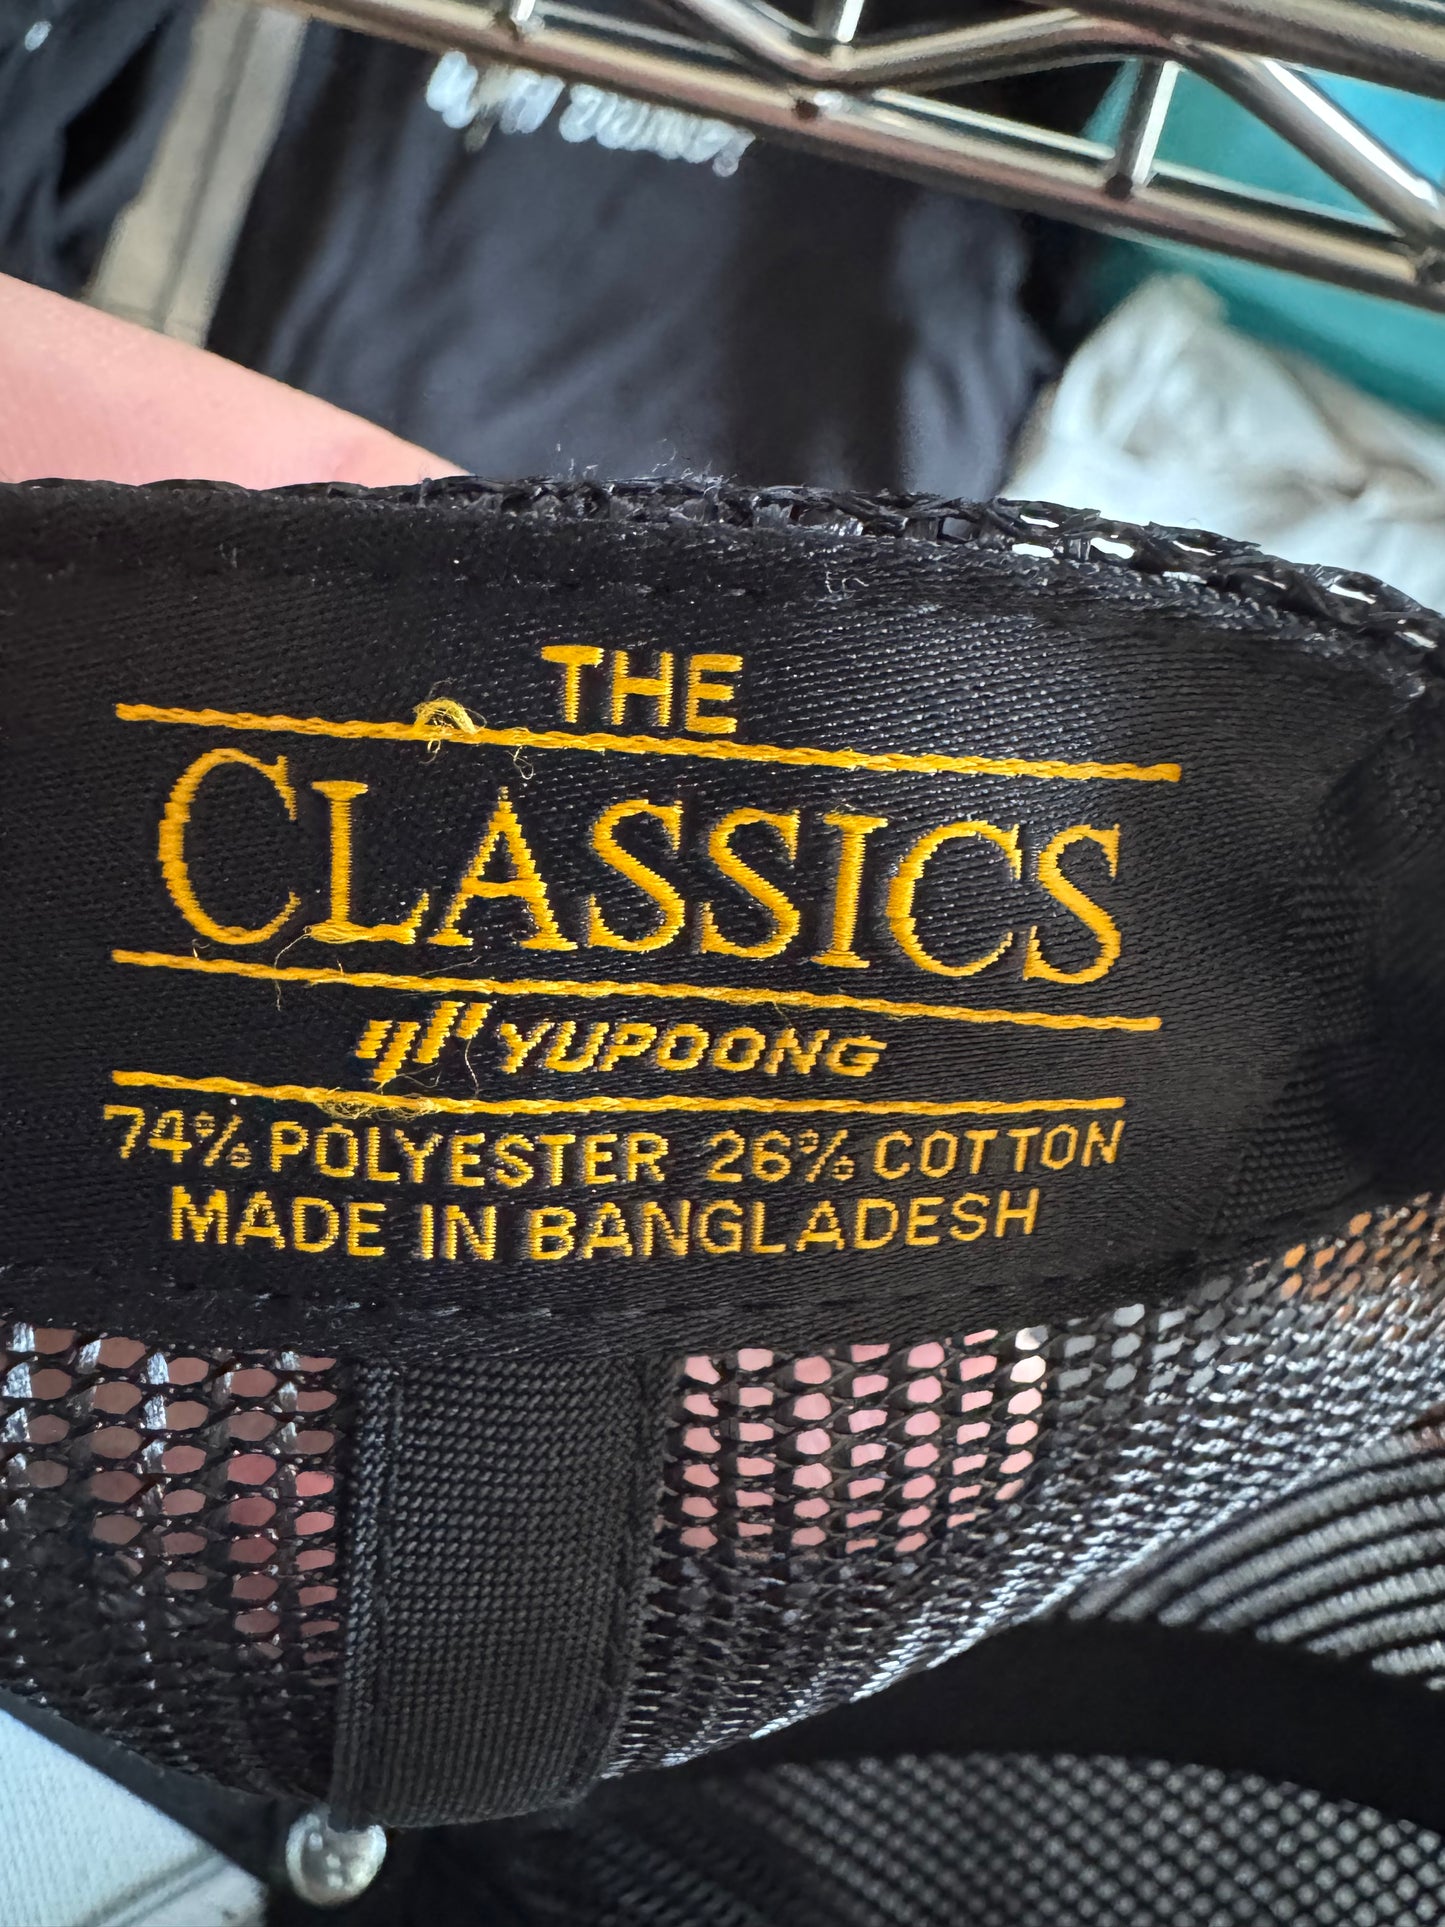 THE
CLASSICS
YUPOONG
74% POLYESTER 26% COTTON
MADE IN BANGLADESH